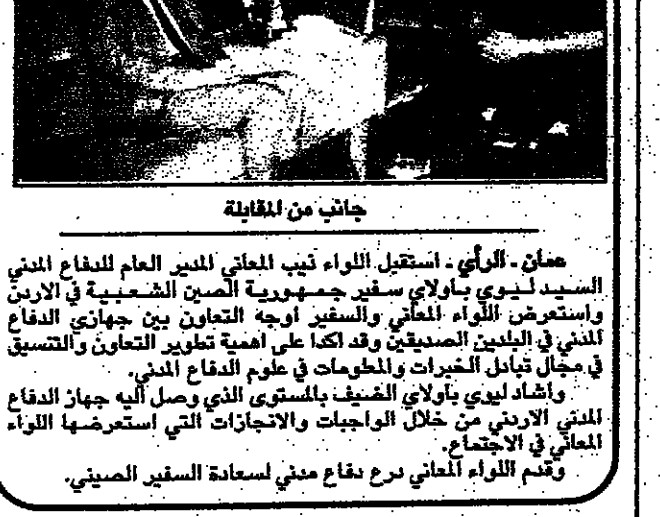 جانب من المقابلة
عمان ـ الرأي ـ استقبل اللواء ذيب المعاني المدير العام للدفاع المدني
السيد ليوي باولاي سفير جمهورية الصين الشعبية في الاردن
واستعرض اللواء المعاني والسفير اوجه التعاون بين جهازي الدفاع
المدني في البلدين الصديقين وقد اكدا على اهمية تطوير التعاون والتنسيق
في مجال تبادل الخبرات والمعلومات في علوم الدفاع المدني.
واشاد ليوي باولاي الضيف بالمستوى الذي وصل اليه جهاز الدفاع
المدني الاردني من خلال الواجبات والانجازات التي استعرضها اللواء
المعاني في الاجتماع.
وقدم اللواء المعاني درع دفاع مدني لسعادة السفير الصيني.